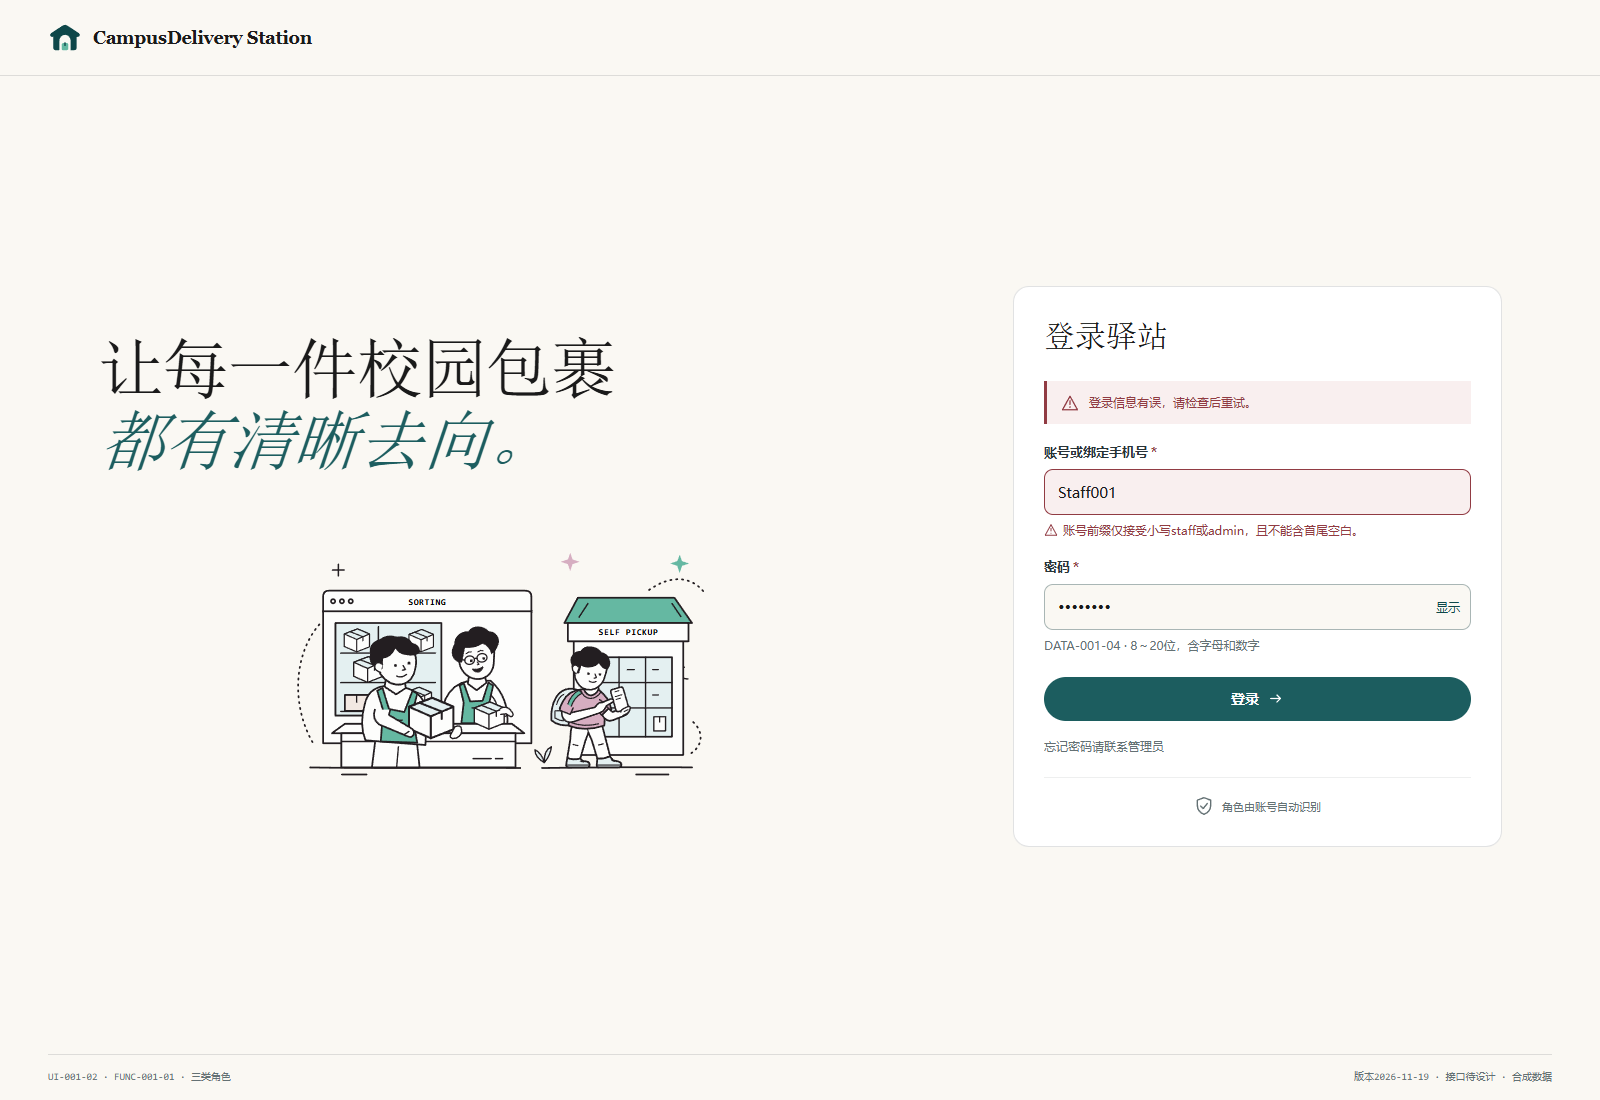 CampusDelivery Station
让每一件校园包裹
都有清晰去向。
SORTING
SELF PICKUP
登录驿站
登录信息有误，请检查后重试。
账号或绑定手机号 *
Staff001
账号前缀仅接受小写staff或admin，且不能含首尾空白。
密码 *
••••••••
显示
DATA-001-04 · 8～20位，含字母和数字
登录 →
忘记密码请联系管理员
角色由账号自动识别
UI-001-02 · FUNC-001-01 · 三类角色
版本2026-11-19 · 接口待设计 · 合成数据